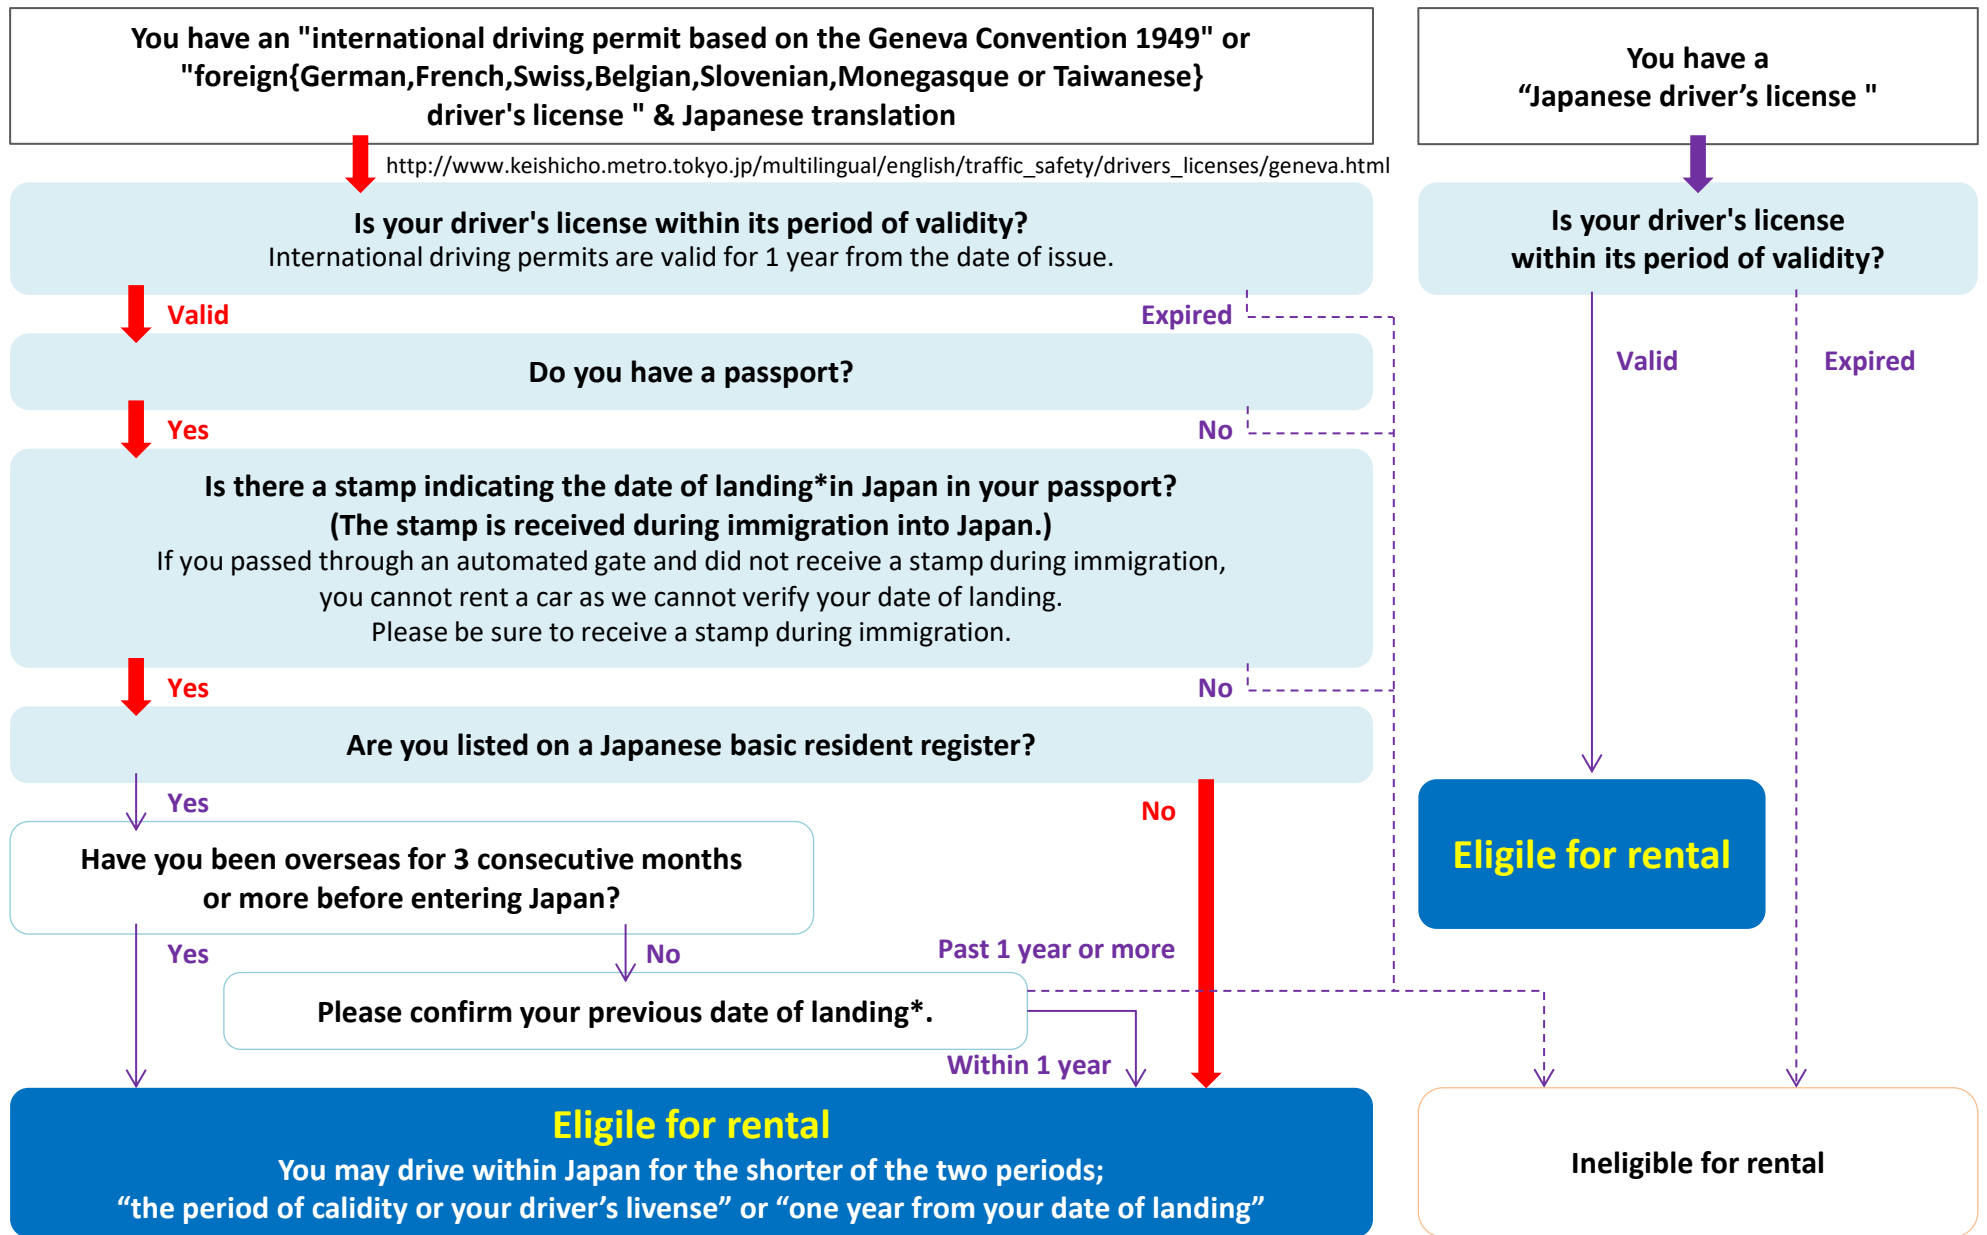 You have an "international driving permit based on the Geneva Convention 1949" or
"foreign{German,French,Swiss,Belgian,Slovenian,Monegasque or Taiwanese}
driver's license " & Japanese translation
http://www.keishicho.metro.tokyo.jp/multilingual/english/traffic_safety/drivers_licenses/geneva.html
Is your driver's license within its period of validity?
International driving permits are valid for 1 year from the date of issue.
Valid
Expired
Do you have a passport?
Yes
No
Is there a stamp indicating the date of landing*in Japan in your passport?
(The stamp is received during immigration into Japan.)
If you passed through an automated gate and did not receive a stamp during immigration,
you cannot rent a car as we cannot verify your date of landing.
Please be sure to receive a stamp during immigration.
Yes
No
Are you listed on a Japanese basic resident register?
Yes
No
Have you been overseas for 3 consecutive months
or more before entering Japan?
Yes
No
Past 1 year or more
Please confirm your previous date of landing*.
Within 1 year
Eligile for rental
You may drive within Japan for the shorter of the two periods;
“the period of calidity or your driver’s livense” or “one year from your date of landing”
You have a
“Japanese driver’s license "
Is your driver's license
within its period of validity?
Valid
Expired
Eligile for rental
Ineligible for rental